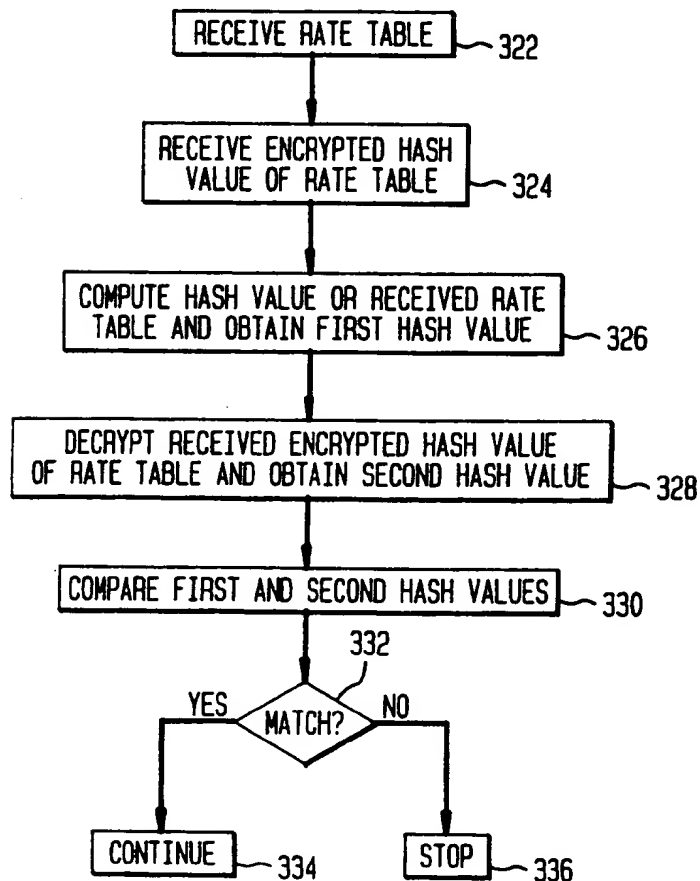 RECEIVE RATE TABLE
322
RECEIVE ENCRYPTED HASH
VALUE OF RATE TABLE
324
COMPUTE HASH VALUE OR RECEIVED RATE
TABLE AND OBTAIN FIRST HASH VALUE
326
DECRYPT RECEIVED ENCRYPTED HASH VALUE
OF RATE TABLE AND OBTAIN SECOND HASH VALUE
328
COMPARE FIRST AND SECOND HASH VALUES
330
332
YES
MATCH?
NO
CONTINUE
334
STOP
336